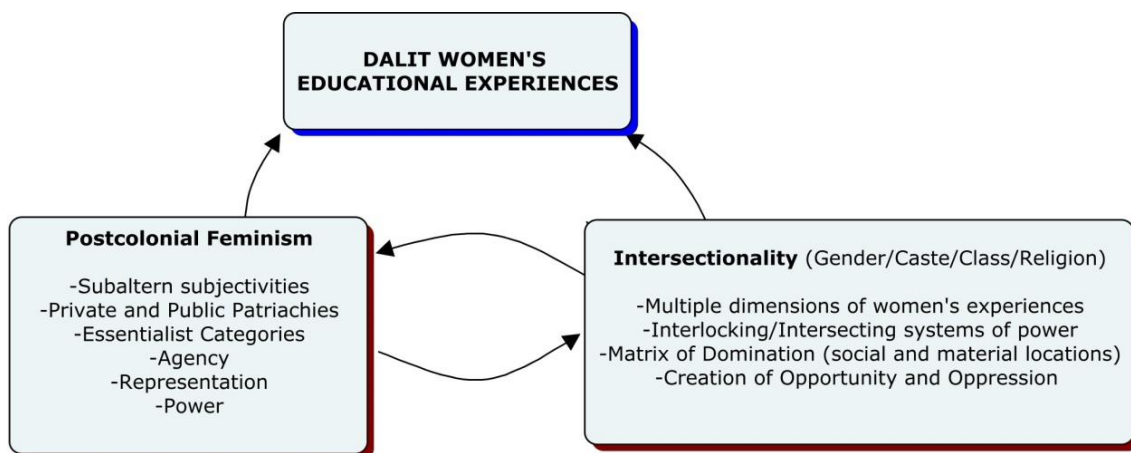 DALIT WOMEN'S
EDUCATIONAL EXPERIENCES
Postcolonial Feminism
-Subaltern subjectivities
-Private and Public Patriachies
-Essentialist Categories
-Agency
-Representation
-Power
Intersectionality (Gender/Caste/Class/Religion)
-Multiple dimensions of women's experiences
-Interlocking/Intersecting systems of power
-Matrix of Domination (social and material locations)
-Creation of Opportunity and Oppression